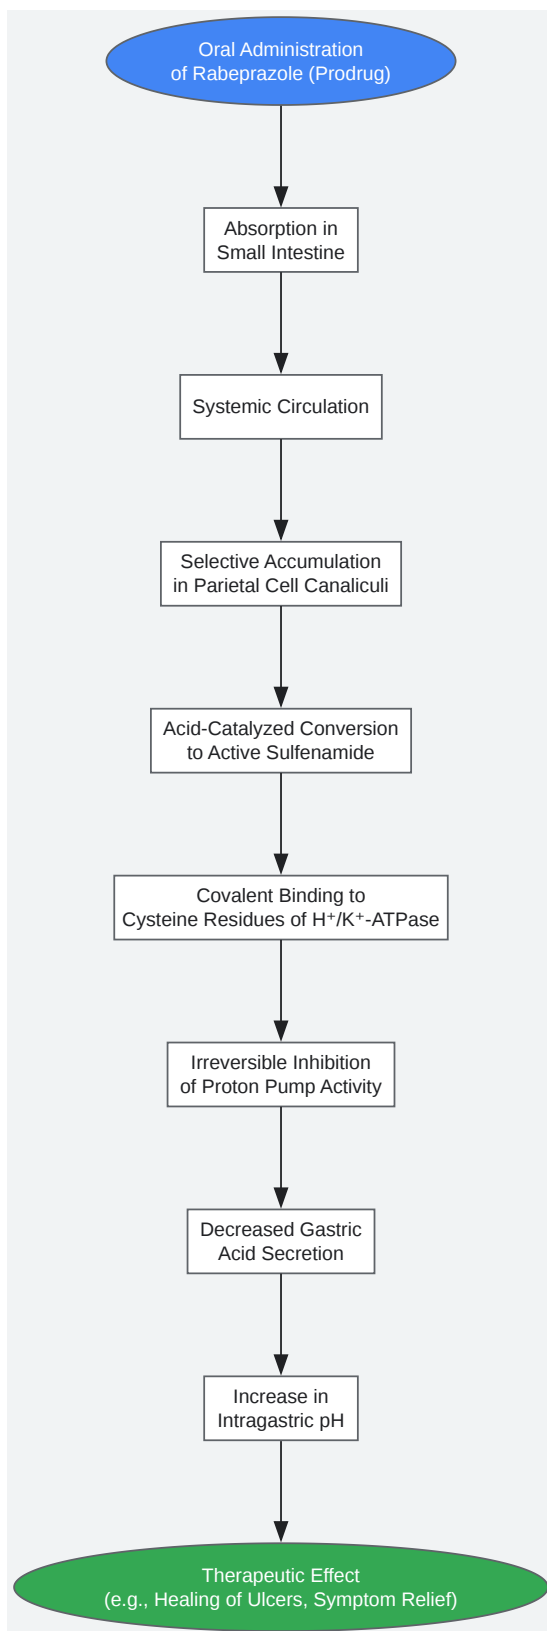 Oral Administration
of Rabeprazole (Prodrug)
Absorption in
Small Intestine
Systemic Circulation
Selective Accumulation
in Parietal Cell Canaliculi
Acid-Catalyzed Conversion
to Active Sulfenamide
Covalent Binding to
Cysteine Residues of H⁺/K⁺-ATPase
Irreversible Inhibition
of Proton Pump Activity
Decreased Gastric
Acid Secretion
Increase in
Intragastric pH
Therapeutic Effect
(e.g., Healing of Ulcers, Symptom Relief)